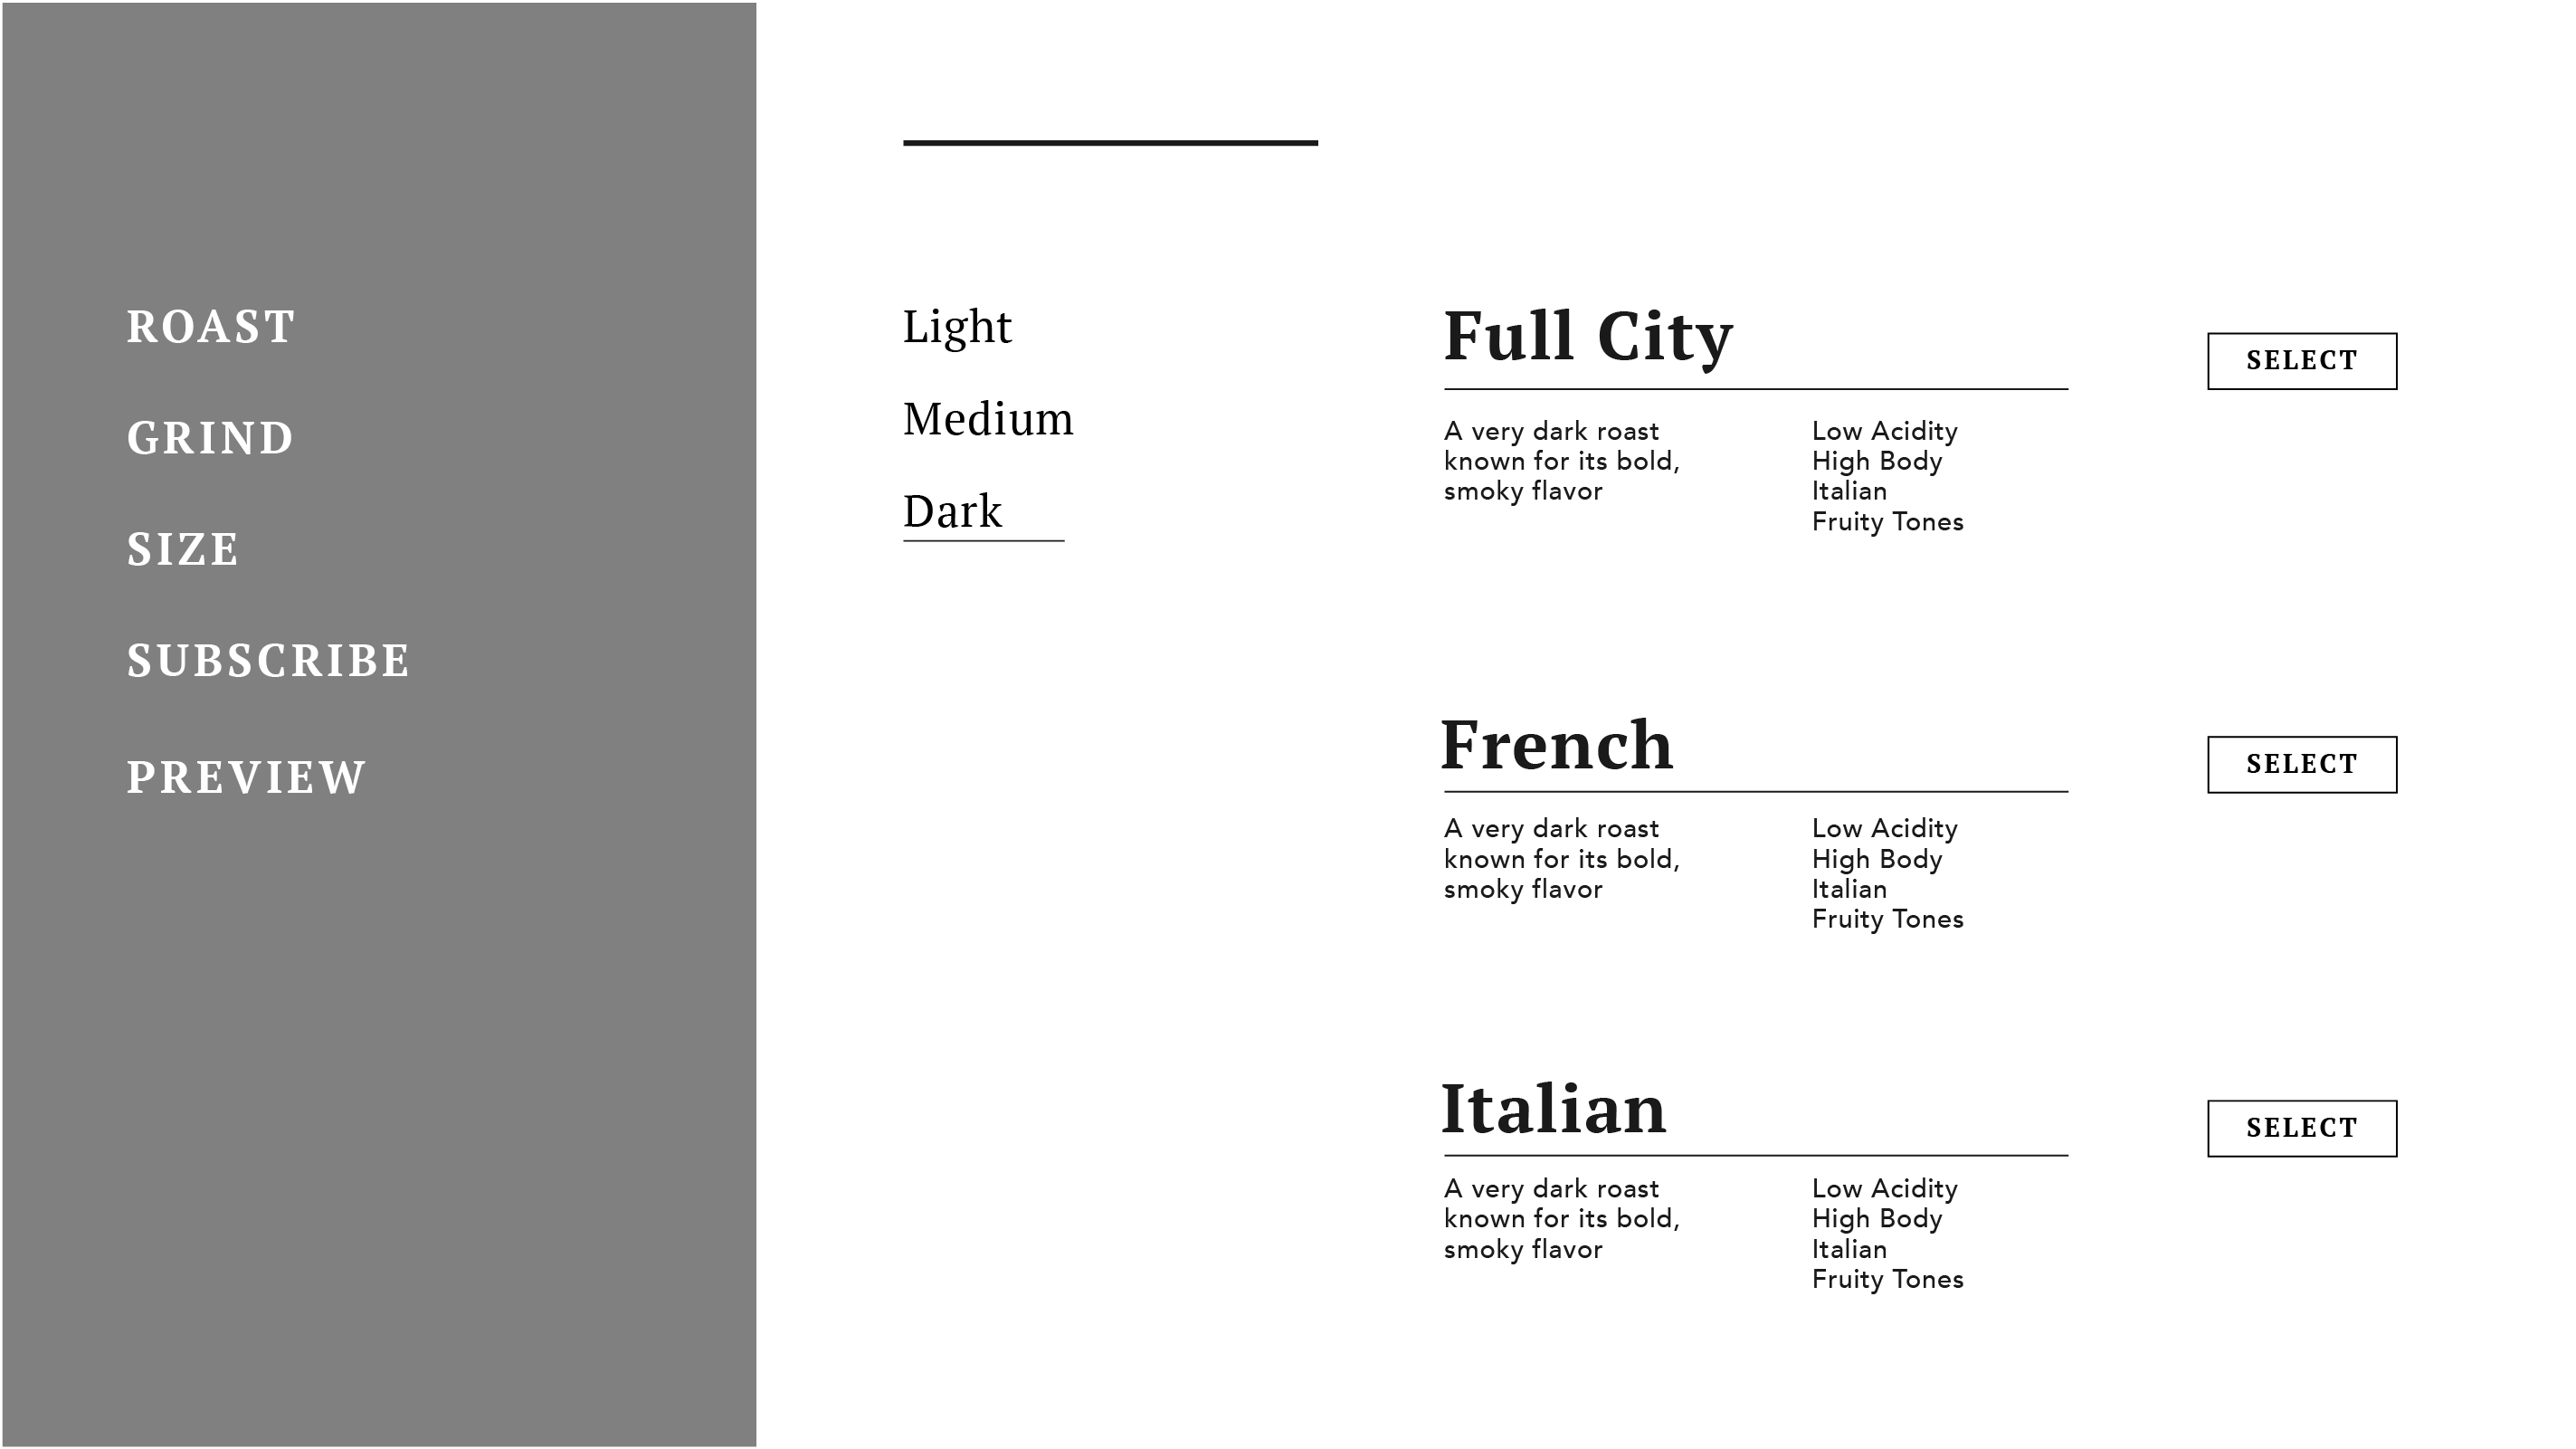 ROAST
GRIND
SIZE
SUBSCRIBE
PREVIEW
Light
Medium
Dark
Full City
SELECT
A very dark roast
known for its bold,
smoky flavor
Low Acidity
High Body
Italian
Fruity Tones
French
SELECT
A very dark roast
known for its bold,
smoky flavor
Low Acidity
High Body
Italian
Fruity Tones
Italian
SELECT
A very dark roast
known for its bold,
smoky flavor
Low Acidity
High Body
Italian
Fruity Tones